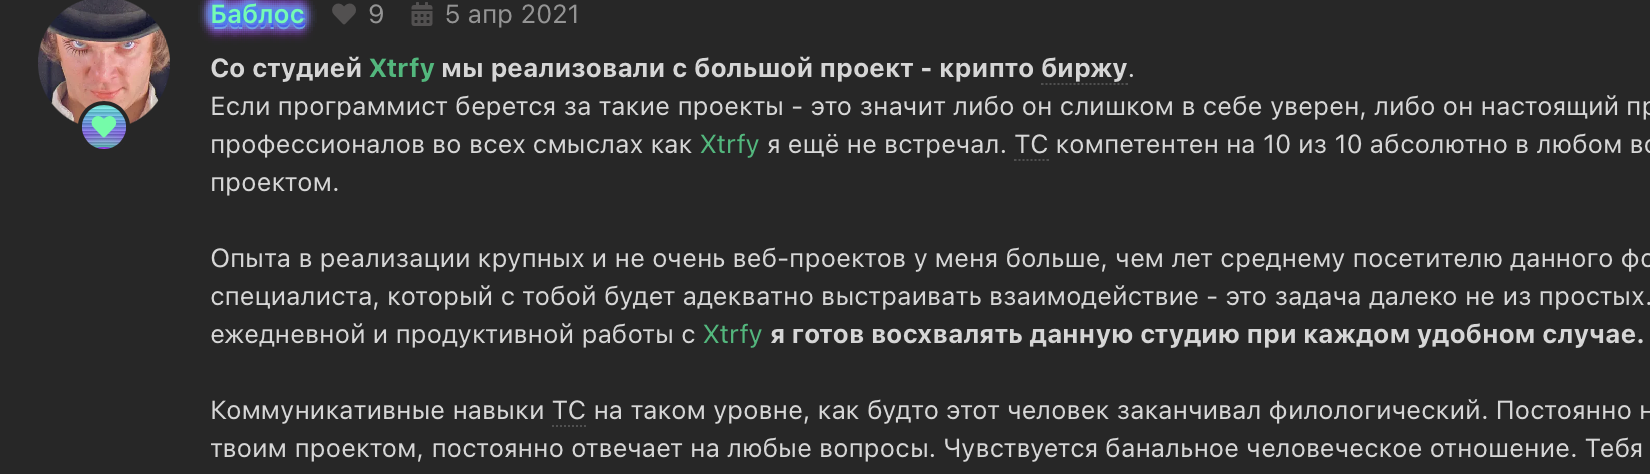 Баблос 9 5 апр 2021
Со студией Xtrfy мы реализовали с большой проект - крипто биржу.
Если программист берется за такие проекты - это значит либо он слишком в себе уверен, либо он настоящий
профессионалов во всех смыслах как Xtrfy я ещё не встречал. ТС компетентен на 10 из 10 абсолютно в любом
проектом.
Опыта в реализации крупных и не очень веб-проектов у меня больше, чем лет среднему посетителю данного
специалиста, который с тобой будет адекватно выстраивать взаимодействие - это задача далеко не из простых.
ежедневной и продуктивной работы с Xtrfy я готов восхвалять данную студию при каждом удобном случае.
Коммуникативные навыки ТС на таком уровне, как будто этот человек заканчивал филологический. Постоянно
твоим проектом, постоянно отвечает на любые вопросы. Чувствуется банальное человеческое отношение. Тебя